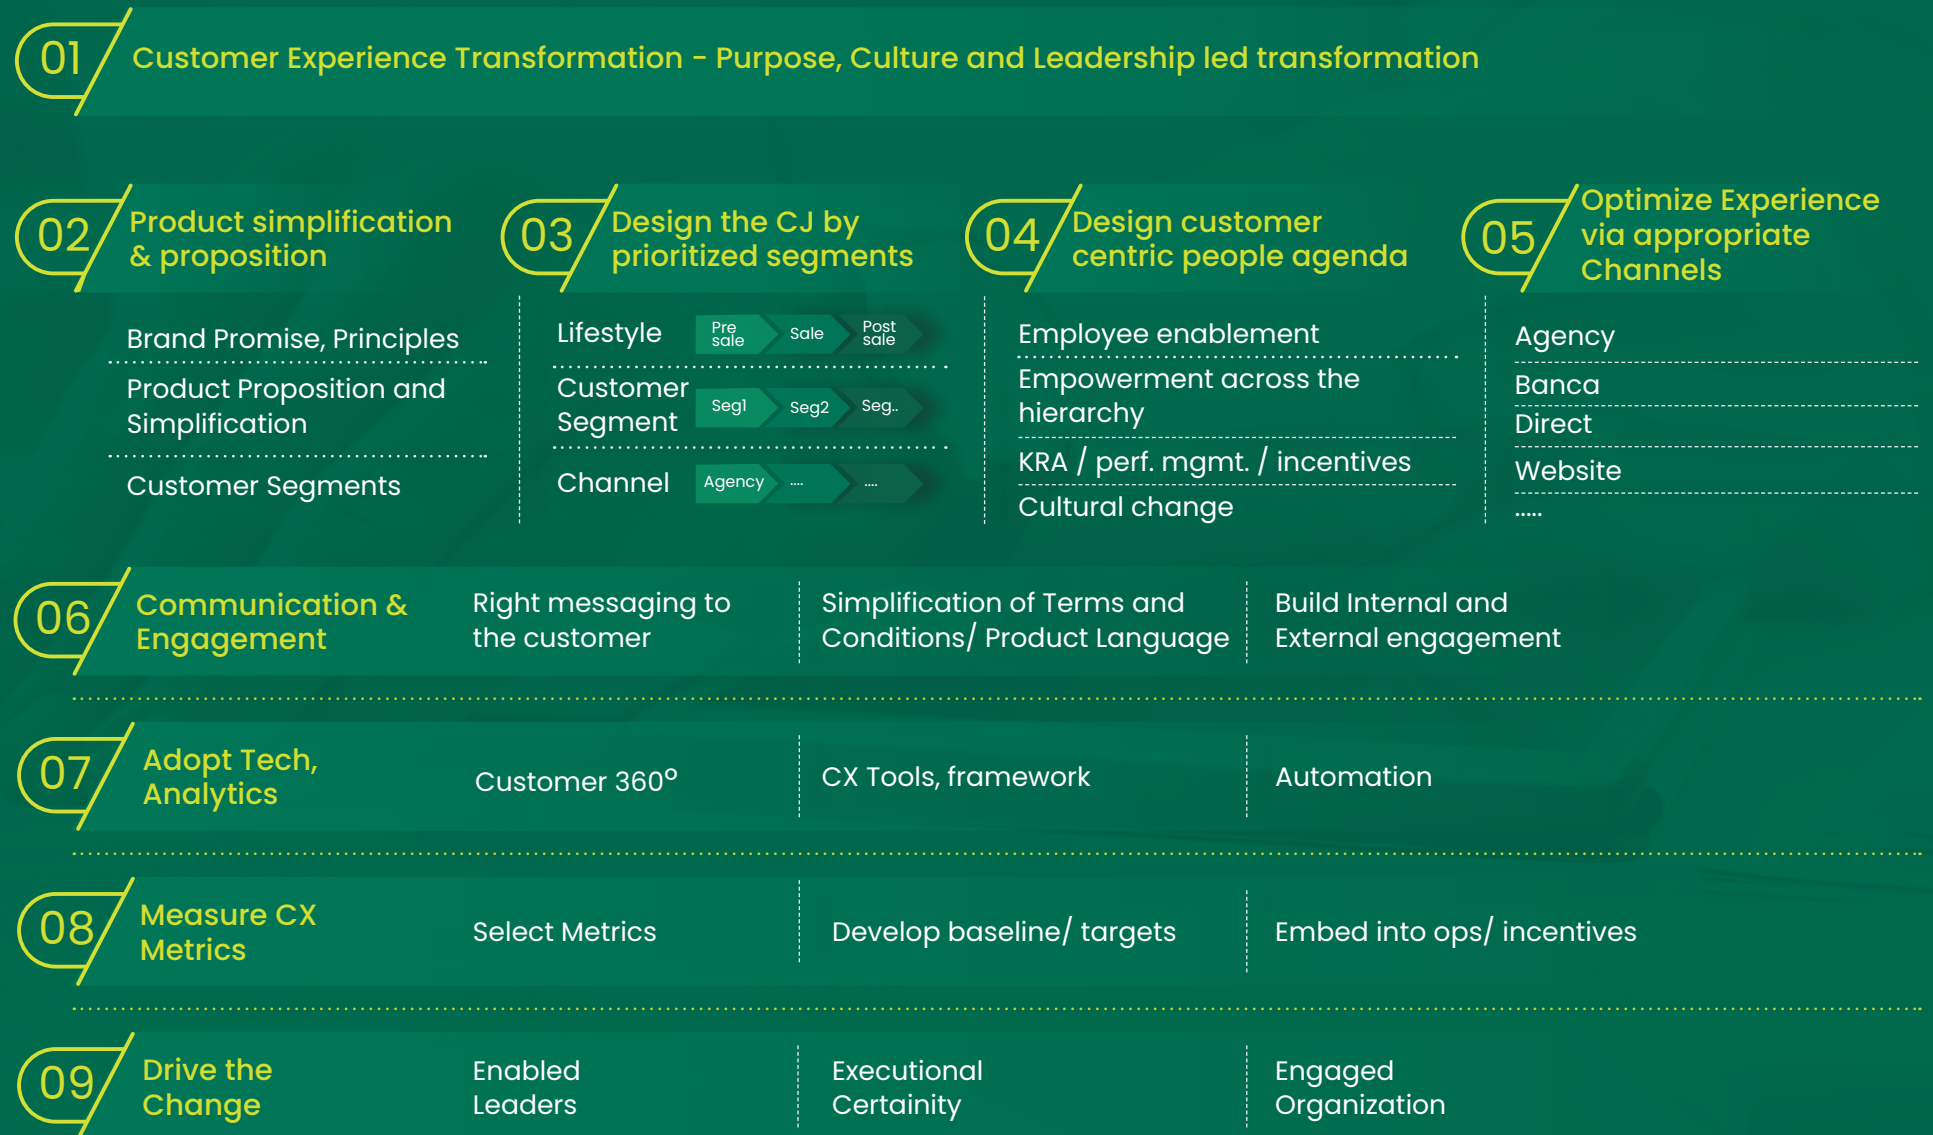 01
Customer Experience Transformation - Purpose, Culture and Leadership led transformation
02
Product simplification
& proposition
Brand Promise, Principles
Product Proposition and
Simplification
Customer Segments
03
Design the CJ by
prioritized segments
Lifestyle
Pre
sale
Sale
Post
sale
Customer
Segment
Seg1
Seg2
Seg..
Channel
Agency
....
....
04
Design customer
centric people agenda
Employee enablement
Empowerment across the
hierarchy
KRA / perf. mgmt. / incentives
Cultural change
05
Optimize Experience
via appropriate
Channels
Agency
Banca
Direct
Website
.....
06
Communication &
Engagement
Right messaging to
the customer
Simplification of Terms and
Conditions/ Product Language
Build Internal and
External engagement
07
Adopt Tech,
Analytics
Customer 360°
CX Tools, framework
Automation
08
Measure CX
Metrics
Select Metrics
Develop baseline/ targets
Embed into ops/ incentives
09
Drive the
Change
Enabled
Leaders
Executional
Certainity
Engaged
Organization